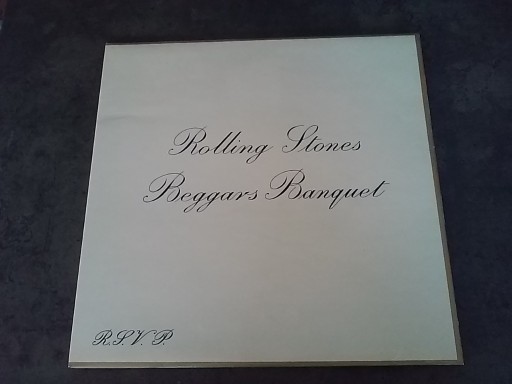 Rolling Stones
Beggars Banquet
R.S.V.P.